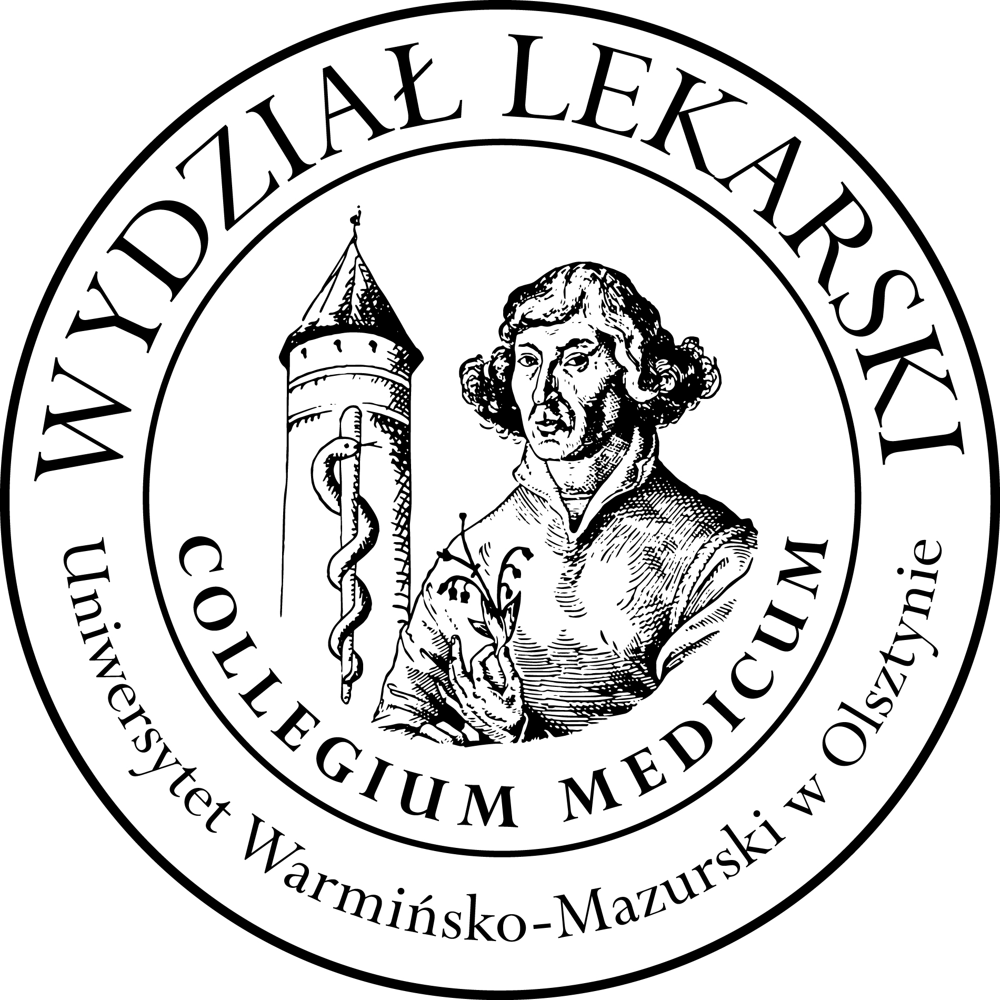 WYDZIAŁ LEKARSKI
COLLEGIUM MEDICUM
Uniwersytet Warmińsko-Mazurski w Olsztynie